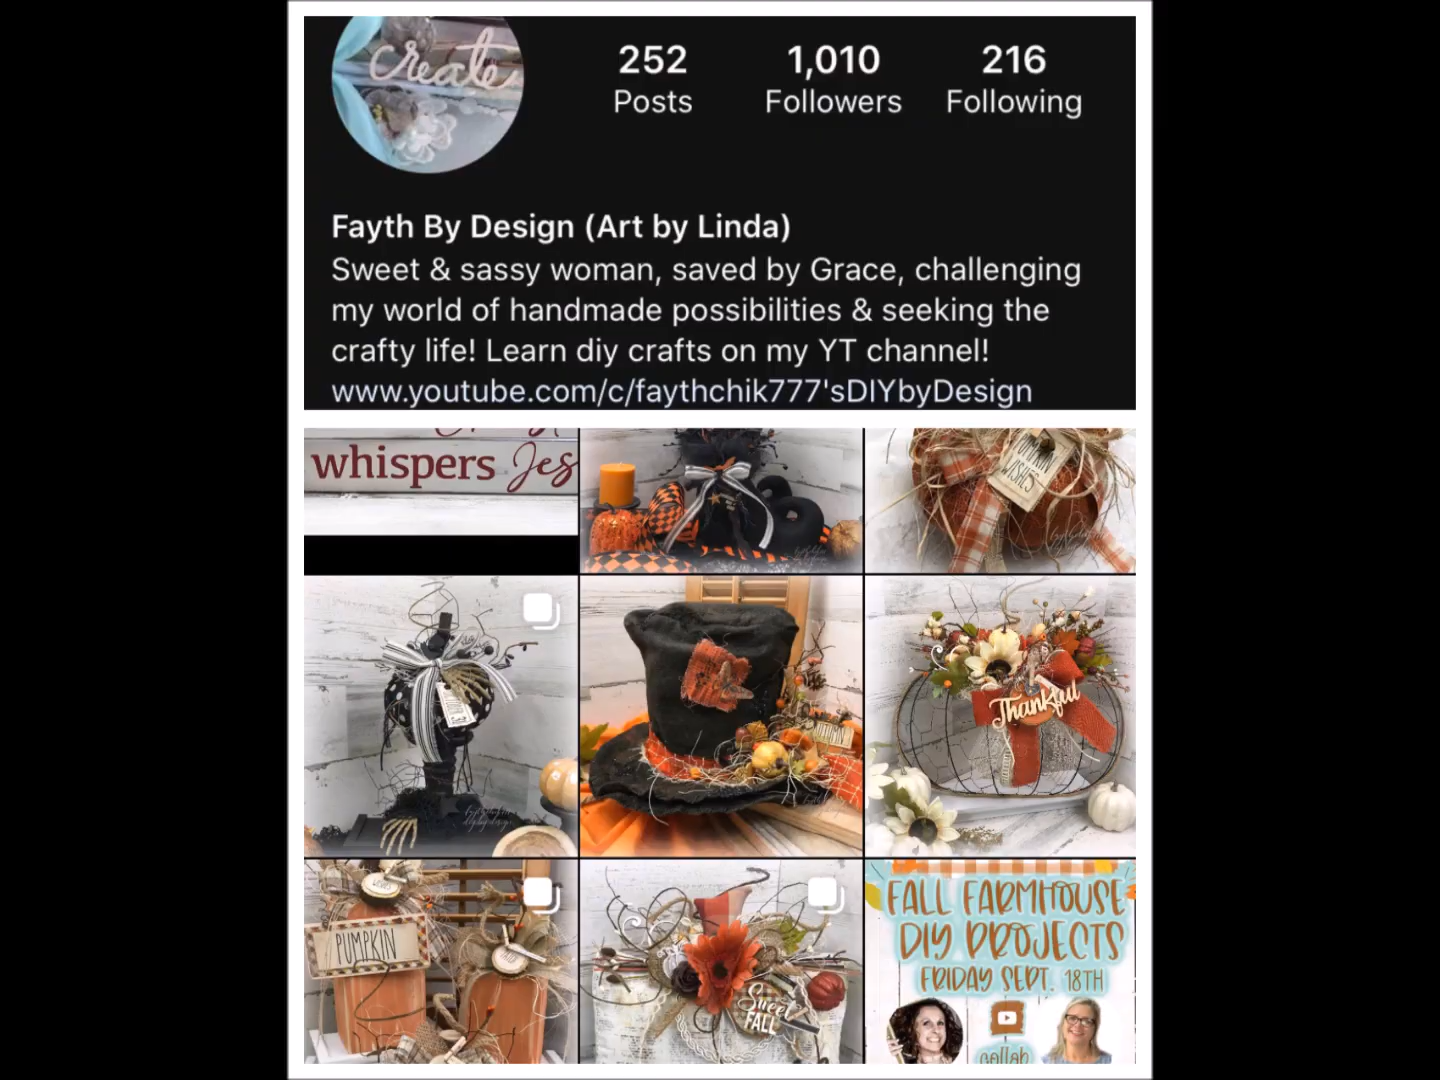 create
252
Posts
1,010
Followers
216
Following
Fayth By Design (Art by Linda)
Sweet & sassy woman, saved by Grace, challenging
my world of handmade possibilities & seeking the
crafty life! Learn diy crafts on my YT channel!
www.youtube.com/c/faythchik777'sDIYbyDesign
whispers Jes
WISHES
Thankful
PUMPKIN
Sweet
FALL
FALL FARMHOUSE
DIY PROJECTS
FRIDAY SEPT. 18TH
collab